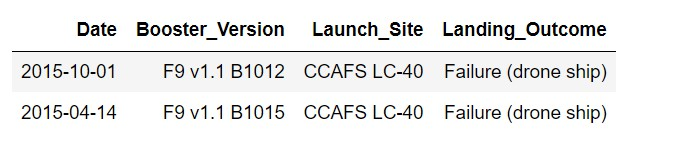 Date Booster_Version Launch_Site Landing_Outcome
2015-10-01 F9 v1.1 B1012 CCAFS LC-40 Failure (drone ship)
2015-04-14 F9 v1.1 B1015 CCAFS LC-40 Failure (drone ship)